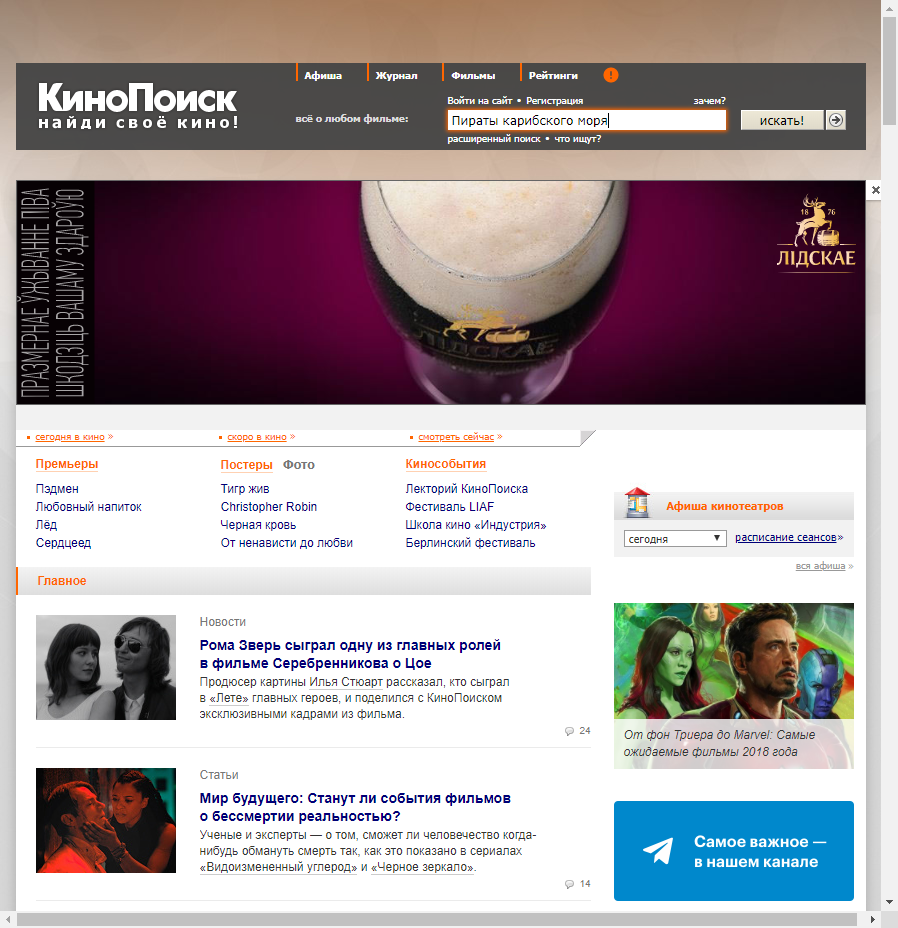 Афиша Журнал Фильмы Рейтинги !
КиноПоиск
найди своё кино!
Войти на сайт • Регистрация зачем?
всё о любом фильме: Пираты карибского моря искать!
расширенный поиск • что ищут?
ПРАЗМЕРНАЕ ЎЖЫВАННЕ ПІВА
ШКОДЗІЦЬ ВАШАМУ ЗДАРОЎЮ
18 76
ЛІДСКАЕ
ЛІДСКАЕ
сегодня в кино » скоро в кино » смотреть сейчас »
Премьеры
Пэдмен
Любовный напиток
Лёд
Сердцеед
Постеры Фото
Тигр жив
Christopher Robin
Черная кровь
От ненависти до любви
Кинособытия
Лекторий КиноПоиска
Фестиваль LIAF
Школа кино «Индустрия»
Берлинский фестиваль
Афиша кинотеатров
сегодня расписание сеансов»
вся афиша »
Главное
Новости
Рома Зверь сыграл одну из главных ролей
в фильме Серебренникова о Цое
Продюсер картины Илья Стюарт рассказал, кто сыграл
в «Лете» главных героев, и поделился с КиноПоиском
эксклюзивными кадрами из фильма.
24
От фон Триера до Marvel: Самые
ожидаемые фильмы 2018 года
Статьи
Мир будущего: Станут ли события фильмов
о бессмертии реальностью?
Ученые и эксперты — о том, сможет ли человечество когда-
нибудь обмануть смерть так, как это показано в сериалах
«Видоизмененный углерод» и «Черное зеркало».
14
Самое важное —
в нашем канале